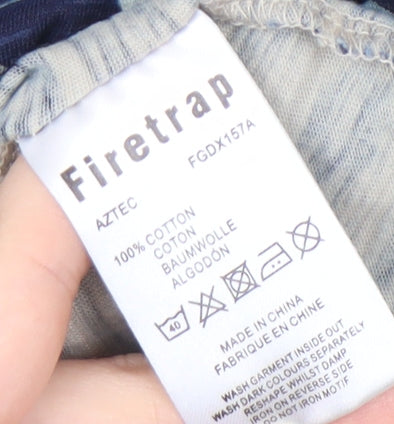 Firetrap
AZTEC
FGDX157A
100% COTTON
COTON
BAUMWOLLE
ALGODÓN
40
MADE IN CHINA
FABRIQUE EN CHINE
WASH GARMENT INSIDE OUT
WASH DARK COLOURS SEPARATELY
RESHAPE WHILST DAMP
IRON ON REVERSE SIDE
DO NOT IRON MOTIF